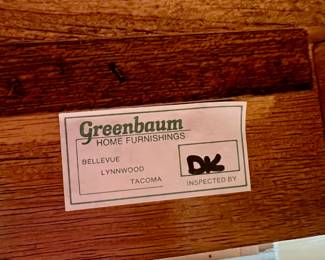 Greenbaum
HOME FURNISHINGS
BELLEVUE
LYNNWOOD
TACOMA
DK
INSPECTED BY